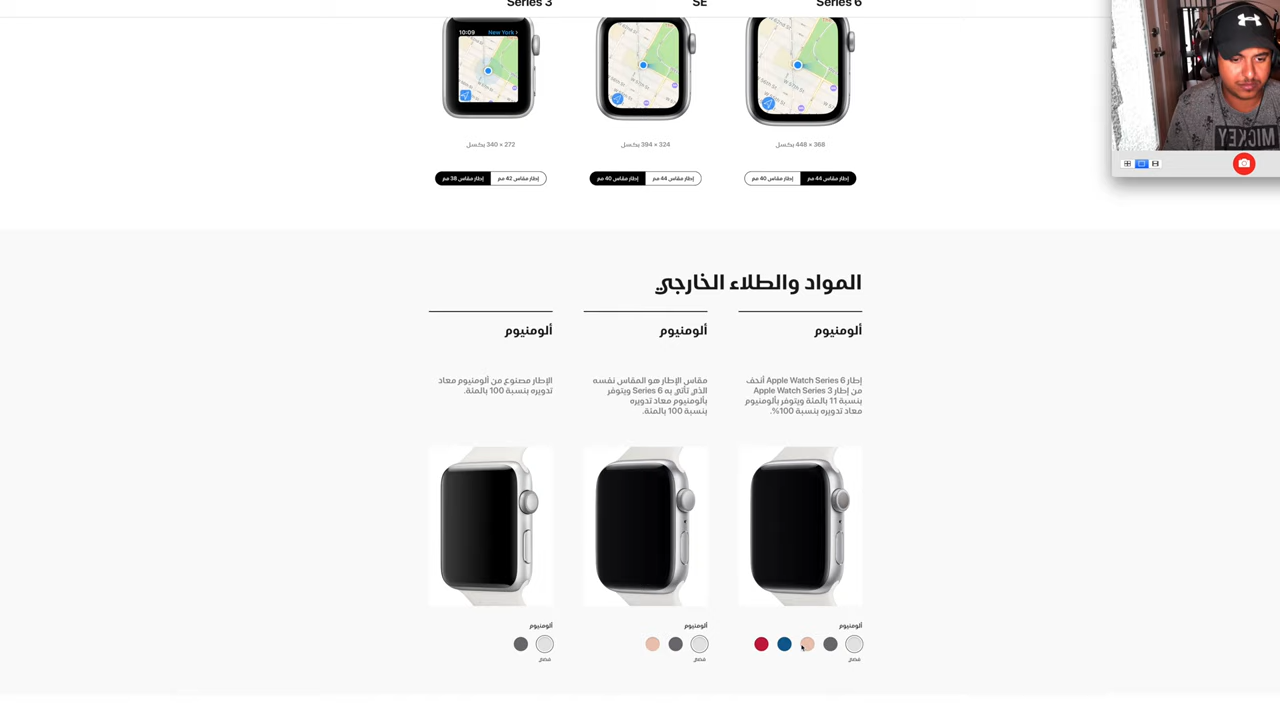 Series 3
SE
Series 6
10:09 New York
272 × 340 بكسل
324 × 394 بكسل
368 × 448 بكسل
إطار مقاس 38 مم
إطار مقاس 42 مم
إطار مقاس 40 مم
إطار مقاس 44 مم
إطار مقاس 40 مم
إطار مقاس 44 مم
المواد والطلاء الخارجي
ألومنيوم
ألومنيوم
ألومنيوم
إطار Apple Watch Series 6 أنحف
من إطار Apple Watch Series 3
بنسبة 11 بالمئة ويتوفر بألومنيوم
معاد تدويره بنسبة 100%.
مقاس الإطار هو المقاس نفسه
الذي تأتي به Series 6 ويتوفر
بألومنيوم معاد تدويره
بنسبة 100 بالمئة.
الإطار مصنوع من ألومنيوم معاد
تدويره بنسبة 100 بالمئة.
ألومنيوم
فضي
ألومنيوم
فضي
ألومنيوم
فضي
MICKEY